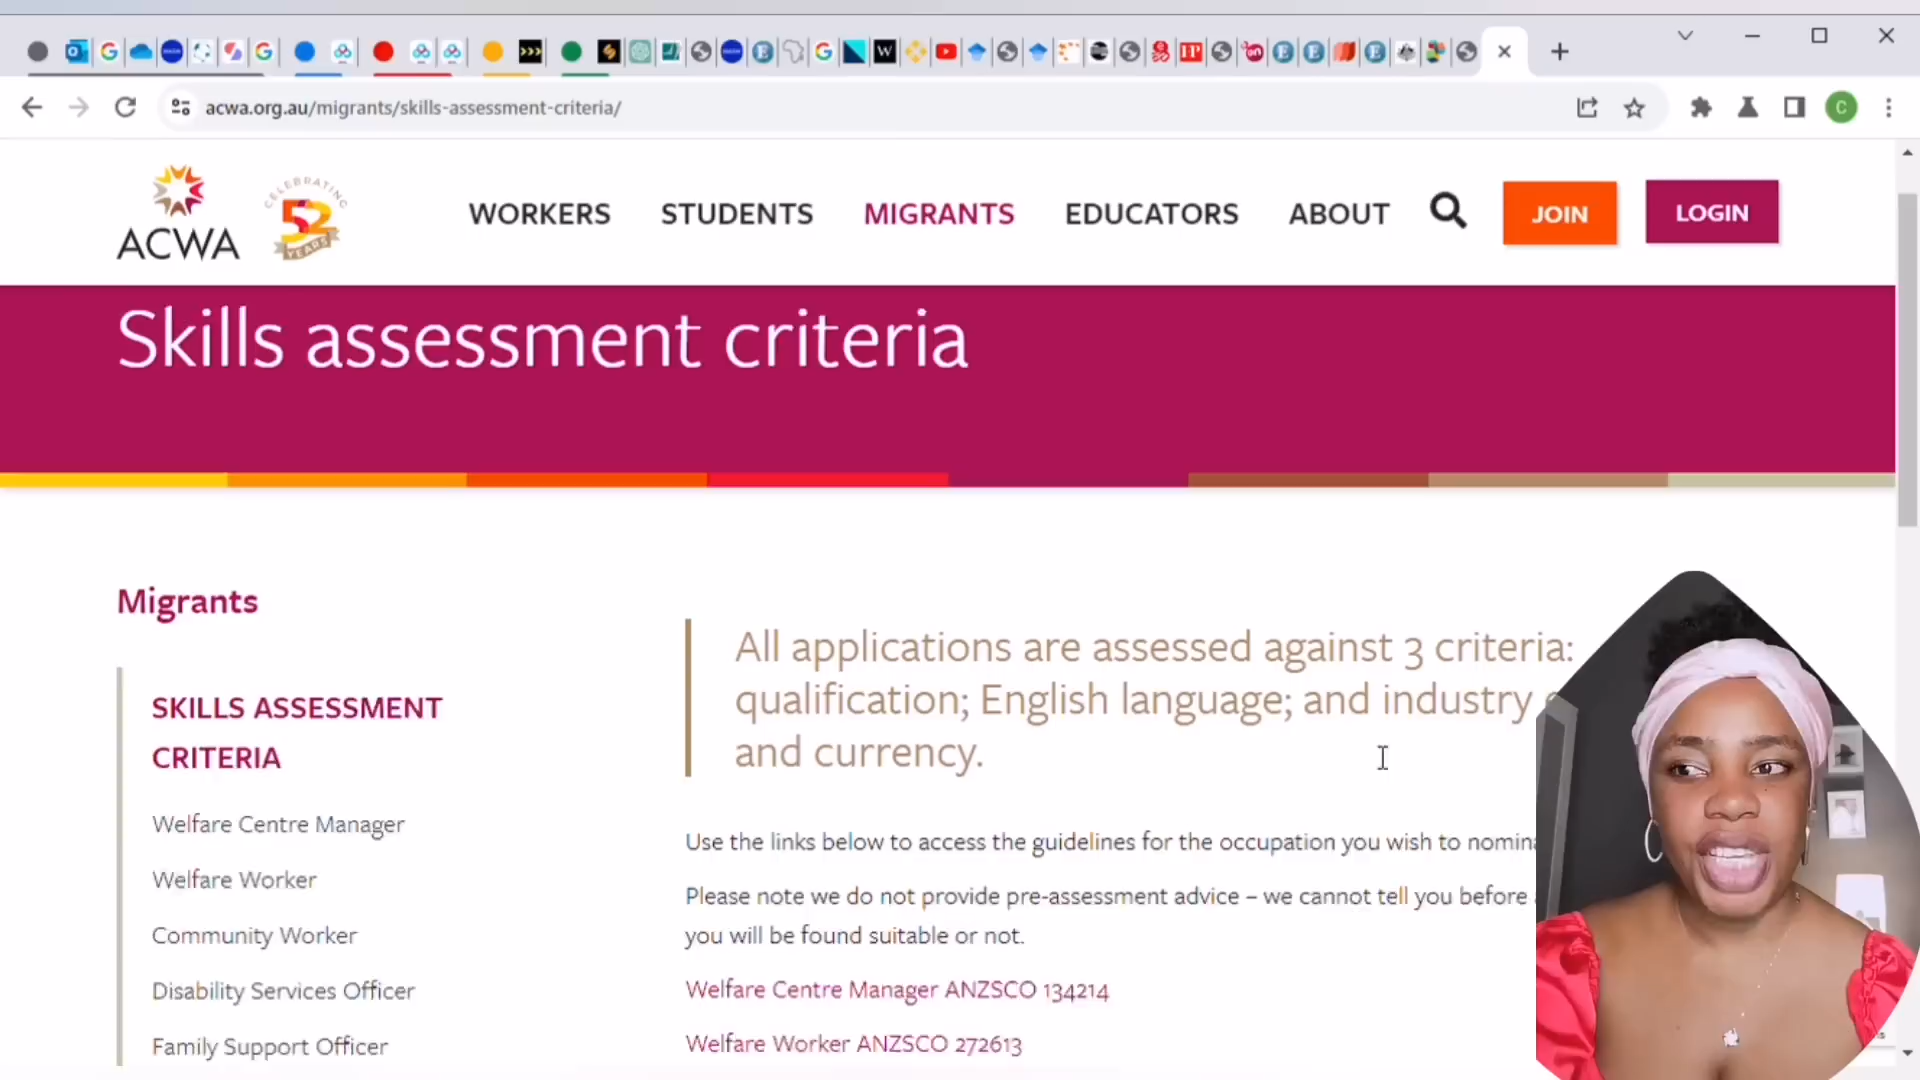 acwa.org.au/migrants/skills-assessment-criteria/
C
ACWA
CELEBRATING
52
YEARS
WORKERS
STUDENTS
MIGRANTS
EDUCATORS
ABOUT
JOIN
LOGIN
Skills assessment criteria
Migrants
SKILLS ASSESSMENT
CRITERIA
Welfare Centre Manager
Welfare Worker
Community Worker
Disability Services Officer
Family Support Officer
All applications are assessed against 3 criteria:
qualification; English language; and industry
and currency.
Use the links below to access the guidelines for the occupation you wish to
Please note we do not provide pre-assessment advice – we cannot tell you before
you will be found suitable or not.
Welfare Centre Manager ANZSCO 134214
Welfare Worker ANZSCO 272613